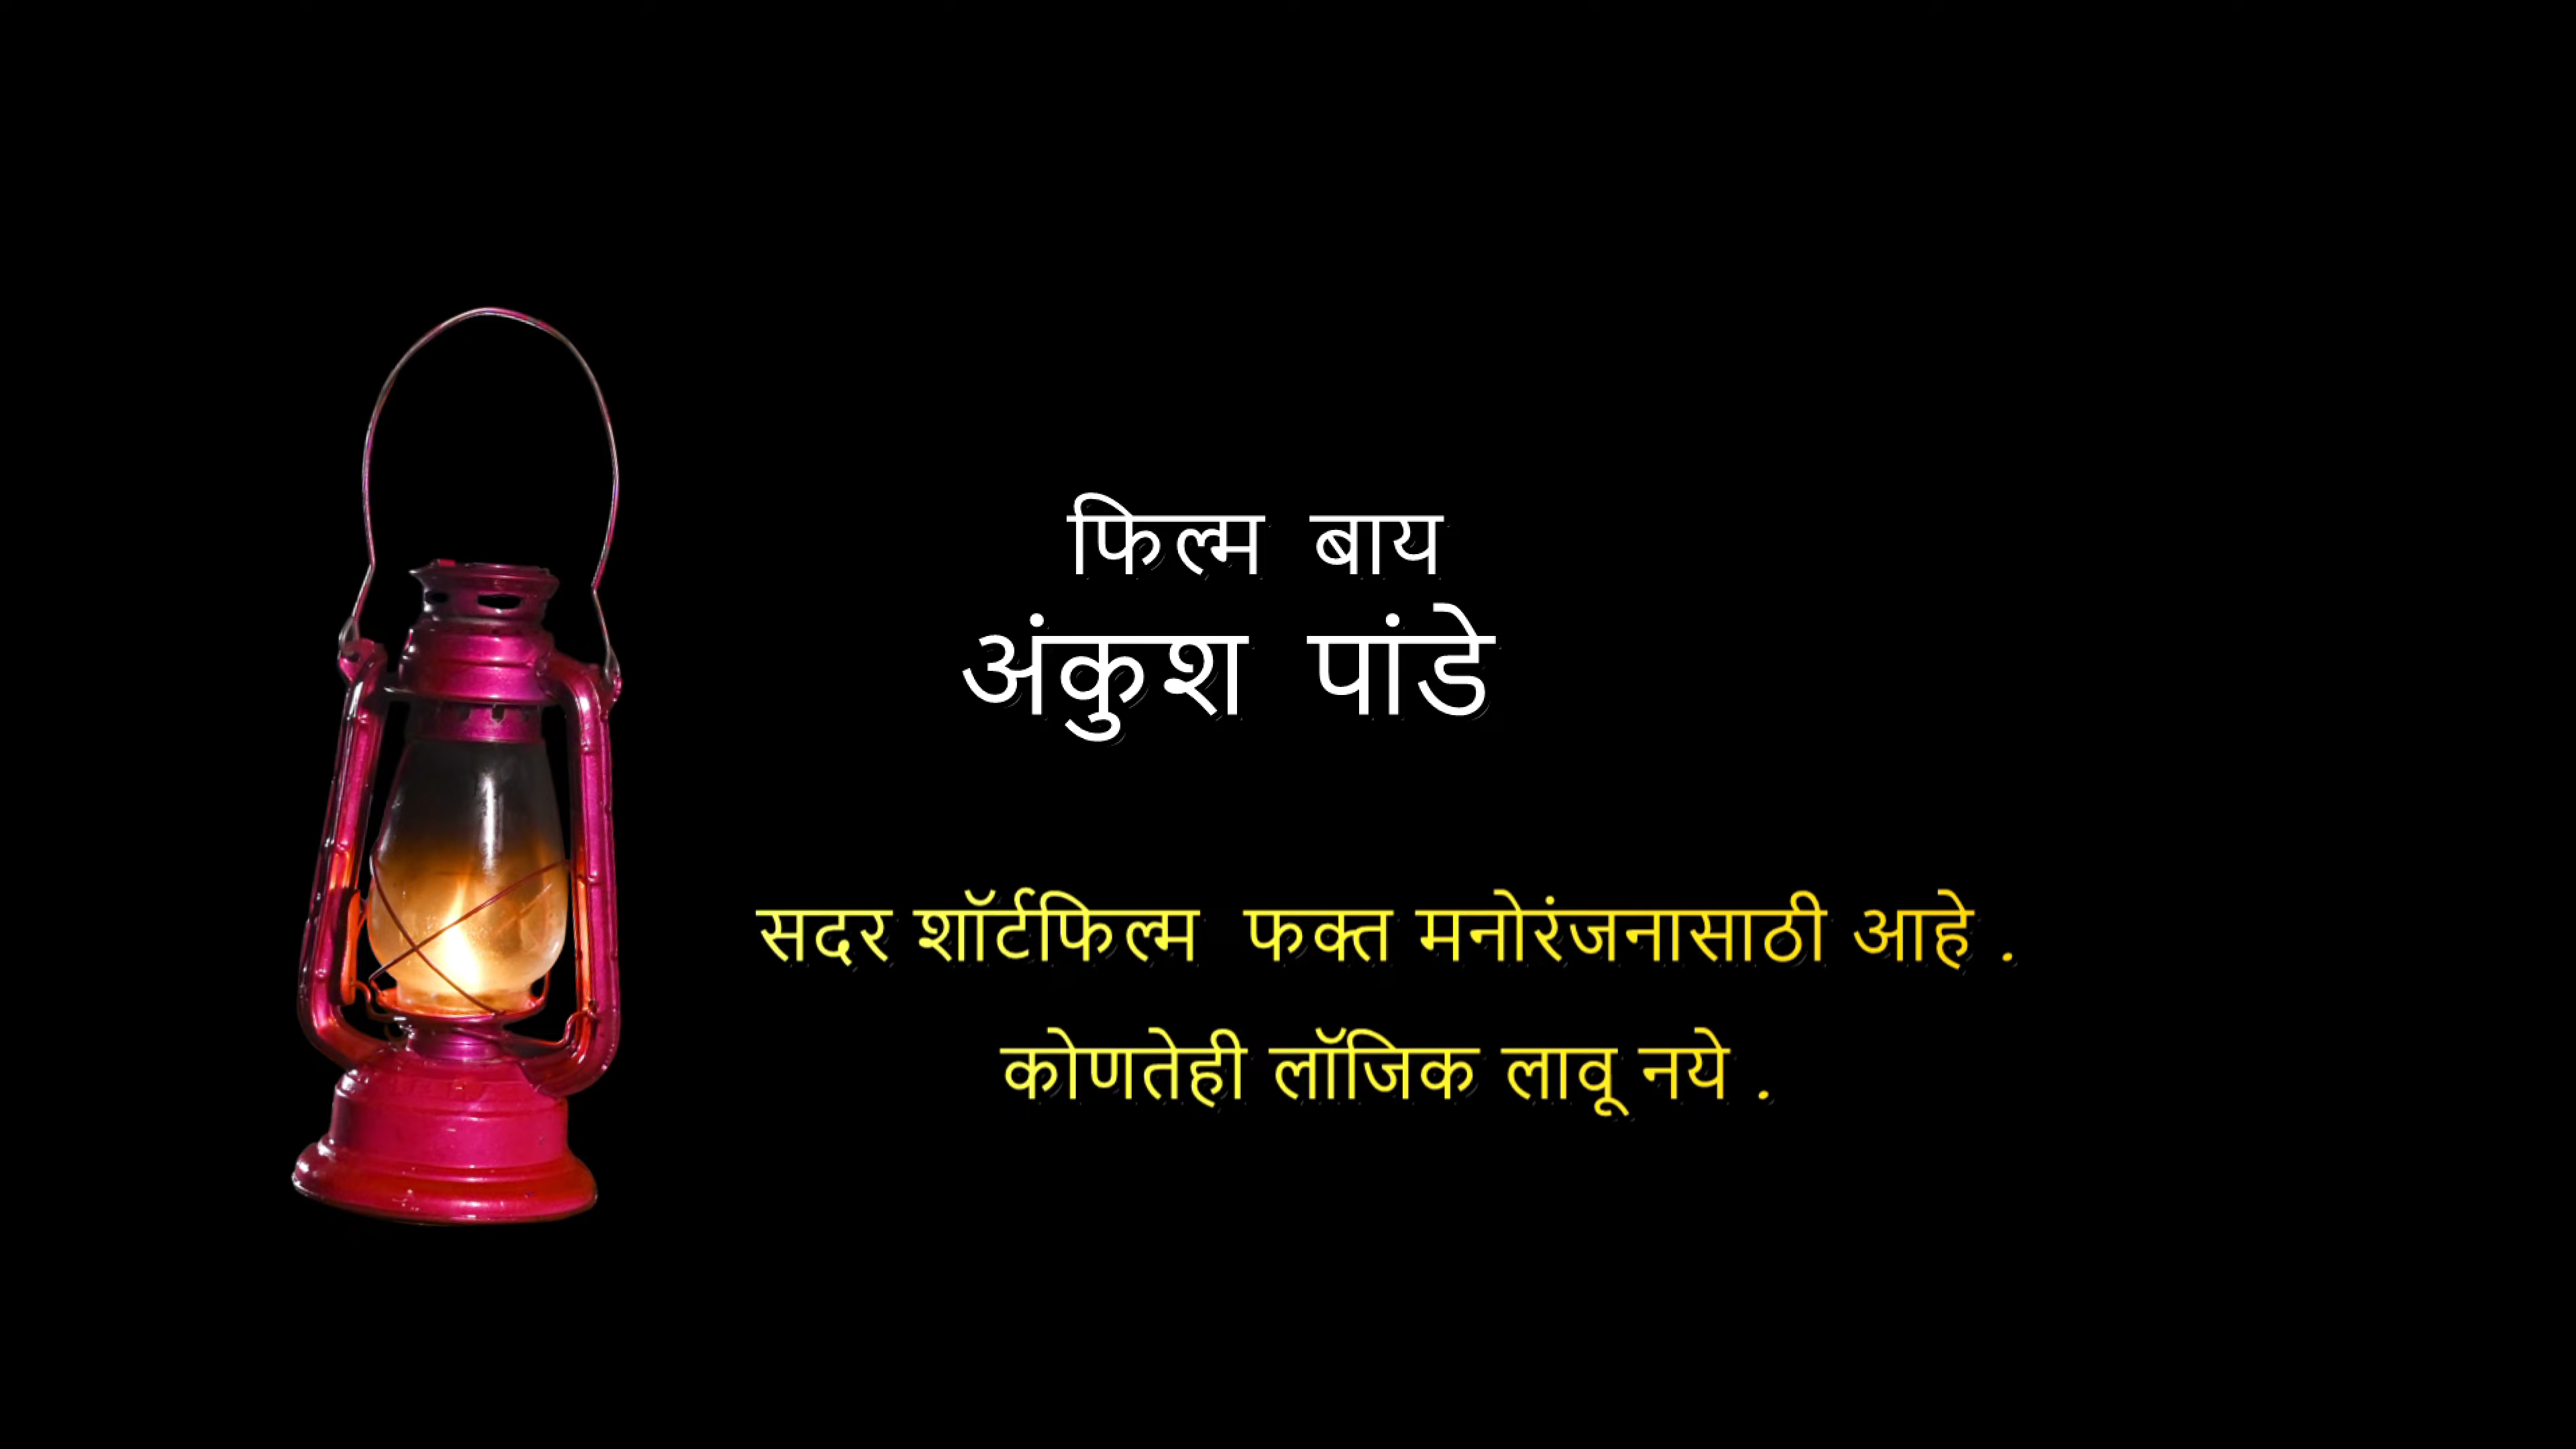 फिल्म बाय
अंकुश पांडे
सदर शॉर्टफिल्म फक्त मनोरंजनासाठी आहे .
कोणतेही लॉजिक लावू नये .